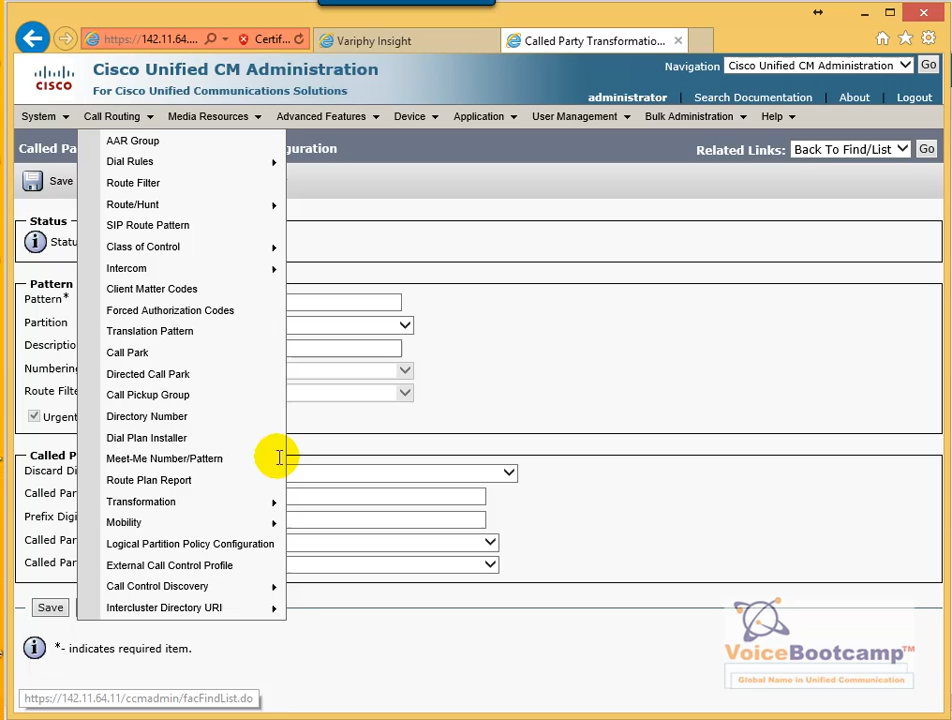 https://142.11.64....
Certif...
Variphy Insight
Called Party Transformatio...
CISCO
Cisco Unified CM Administration
For Cisco Unified Communications Solutions
Navigation
Cisco Unified CM Administration
Go
administrator
Search Documentation
About
Logout
System
Call Routing
Media Resources
Advanced Features
Device
Application
User Management
Bulk Administration
Help
Called Pa
guration
Related Links:
Back To Find/List
Go
Save
Status
Statu
Pattern
Pattern*
Partition
Descriptio
Numbering
Route Filte
Urgent
Called P
Discard Di
Called Par
Prefix Digi
Called Par
Called Par
AAR Group
Dial Rules
Route Filter
Route/Hunt
SIP Route Pattern
Class of Control
Intercom
Client Matter Codes
Forced Authorization Codes
Translation Pattern
Call Park
Directed Call Park
Call Pickup Group
Directory Number
Dial Plan Installer
Meet-Me Number/Pattern
Route Plan Report
Transformation
Mobility
Logical Partition Policy Configuration
External Call Control Profile
Call Control Discovery
Intercluster Directory URI
Save
*- indicates required item.
VoiceBootcamp™
Global Name in Unified Communication
https://142.11.64.11/ccmadmin/facFindList.do